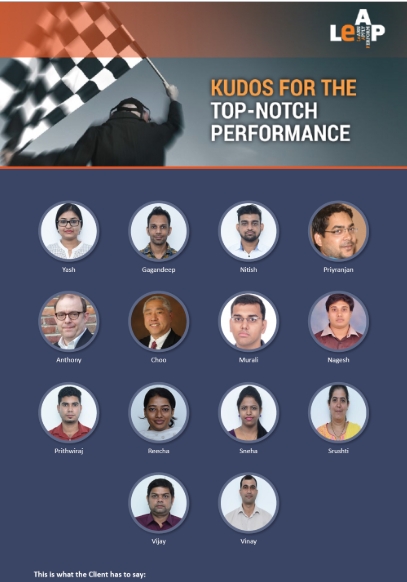 LeAP
KUDOS FOR THE
TOP-NOTCH
PERFORMANCE
Yash
Gagandeep
Nitish
Priyranjan
Anthony
Choo
Murali
Nagesh
Prithwiraj
Reecha
Sneha
Srushti
Vijay
Vinay
This is what the Client has to say: